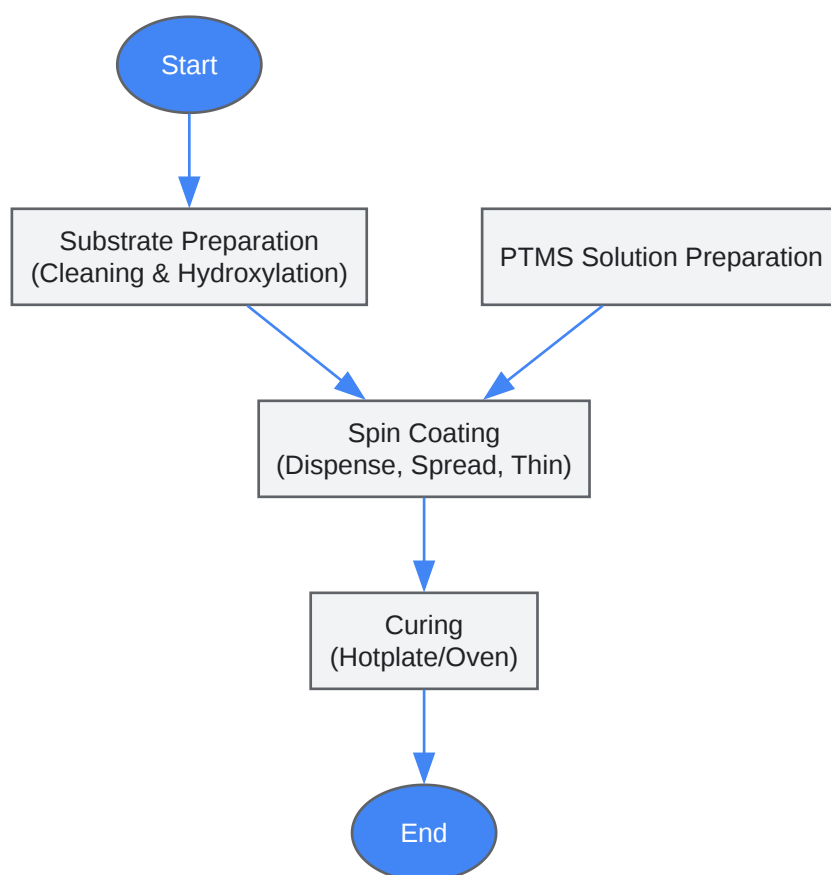 Start
Substrate Preparation
(Cleaning & Hydroxylation)
PTMS Solution Preparation
Spin Coating
(Dispense, Spread, Thin)
Curing
(Hotplate/Oven)
End